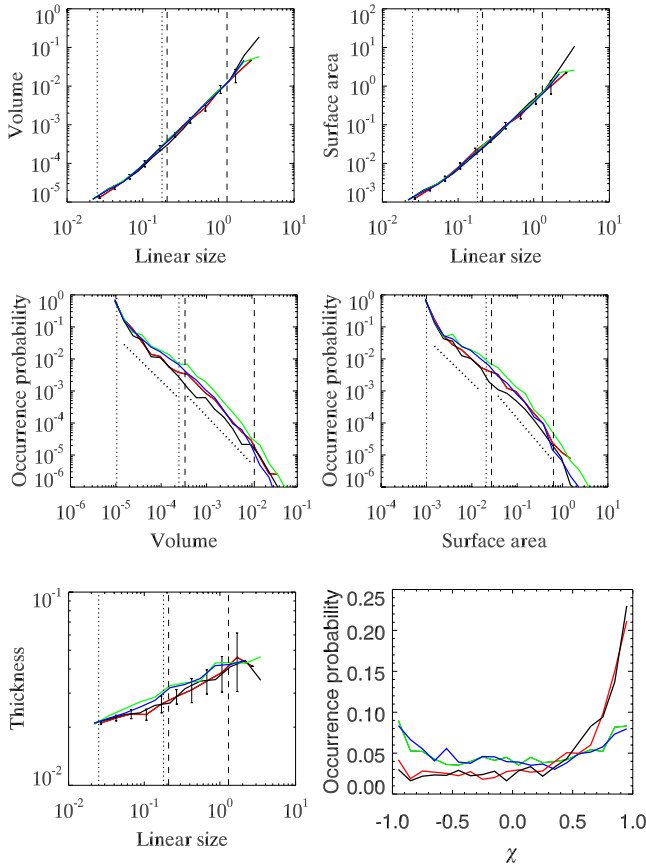 10^0
10^-1
10^-2
10^-3
10^-4
10^-5
Volume
10^-2 10^-1 10^0 10^1
Linear size
10^2
10^1
10^0
10^-1
10^-2
10^-3
Surface area
10^-2 10^-1 10^0 10^1
Linear size
10^0
10^-1
10^-2
10^-3
10^-4
10^-5
10^-6
Occurrence probability
10^-6 10^-5 10^-4 10^-3 10^-2 10^-1
Volume
10^0
10^-1
10^-2
10^-3
10^-4
10^-5
10^-6
Occurrence probability
10^-4 10^-3 10^-2 10^-1 10^0 10^1
Surface area
10^-1
10^-2
Thickness
10^-2 10^-1 10^0 10^1
Linear size
0.25
0.20
0.15
0.10
0.05
0.00
Occurrence probability
-1.0 -0.5 0.0 0.5 1.0
χ